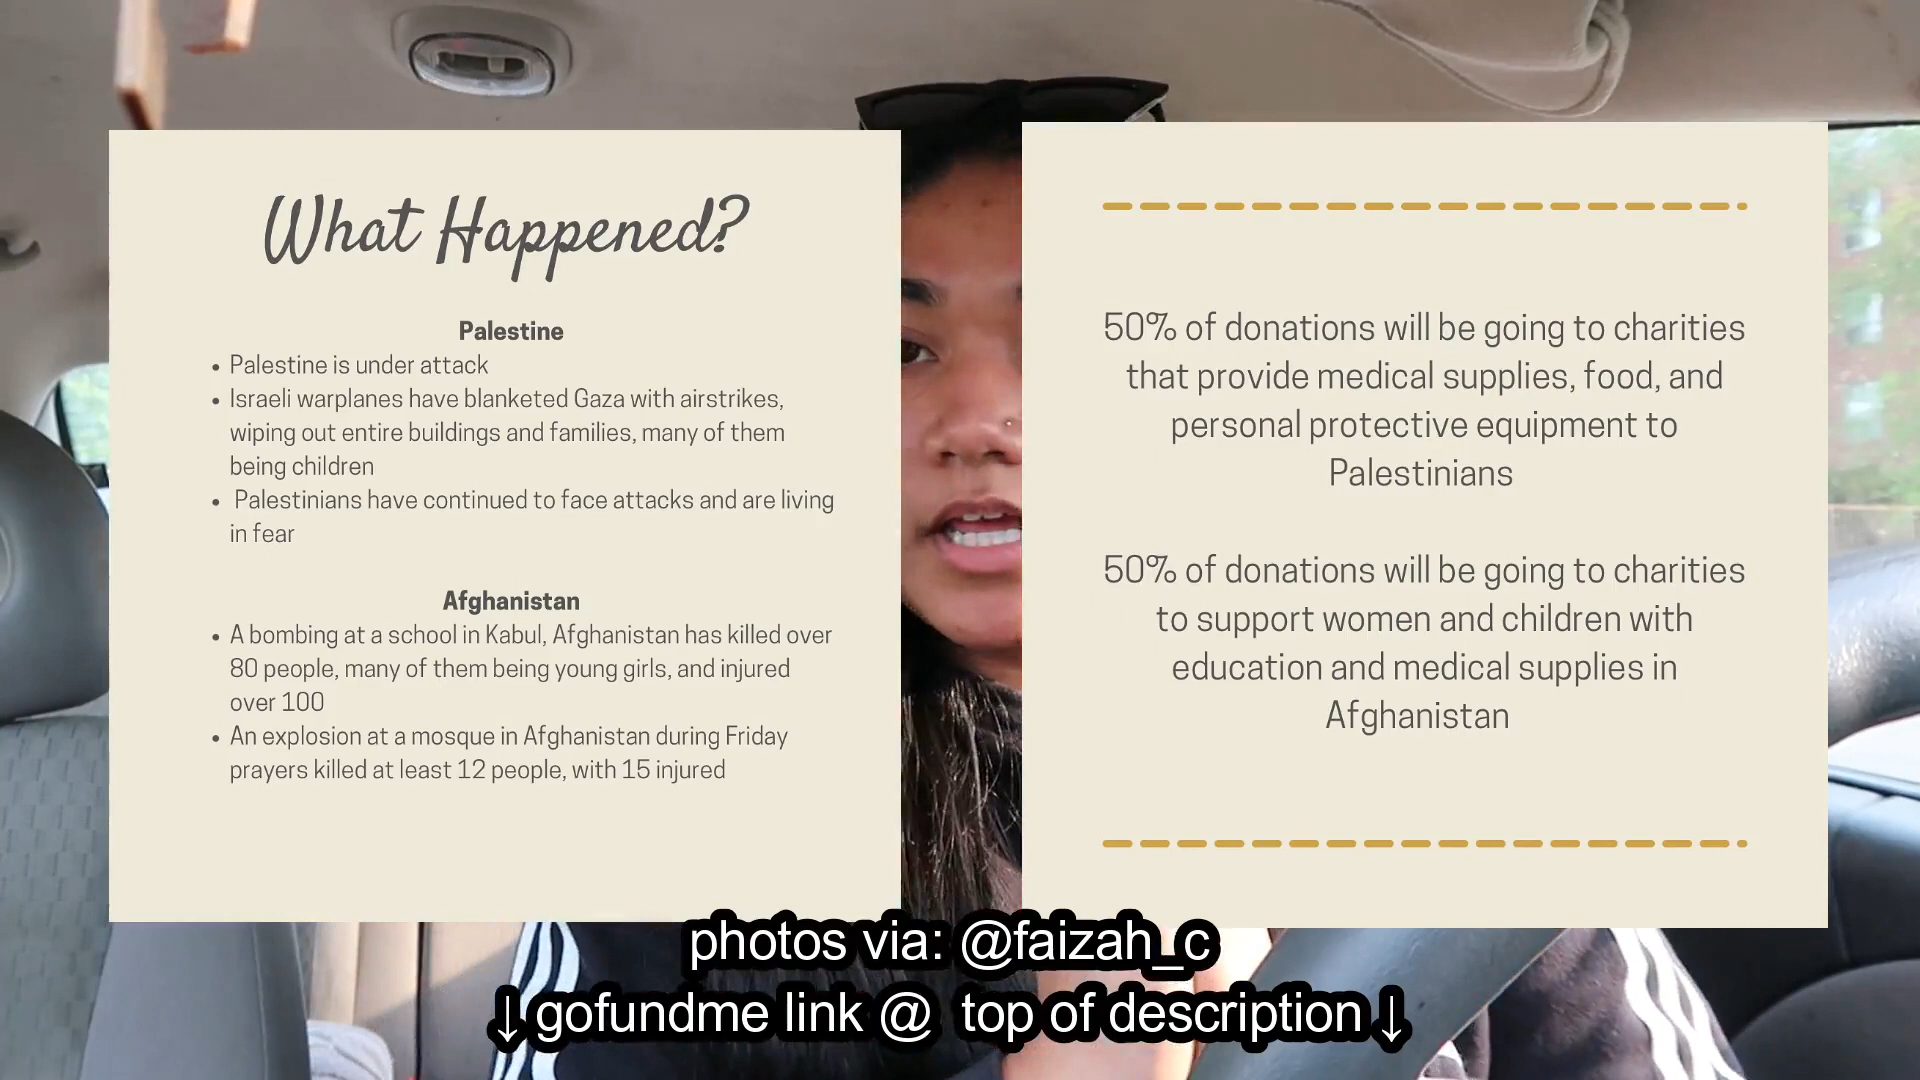 What Happened?
Palestine
• Palestine is under attack
• Israeli warplanes have blanketed Gaza with airstrikes,
wiping out entire buildings and families, many of them
being children
• Palestinians have continued to face attacks and are living
in fear
Afghanistan
• A bombing at a school in Kabul, Afghanistan has killed over
80 people, many of them being young girls, and injured
over 100
• An explosion at a mosque in Afghanistan during Friday
prayers killed at least 12 people, with 15 injured
50% of donations will be going to charities
that provide medical supplies, food, and
personal protective equipment to
Palestinians
50% of donations will be going to charities
to support women and children with
education and medical supplies in
Afghanistan
photos via: @faizah_c
↓ gofundme link @ top of description ↓